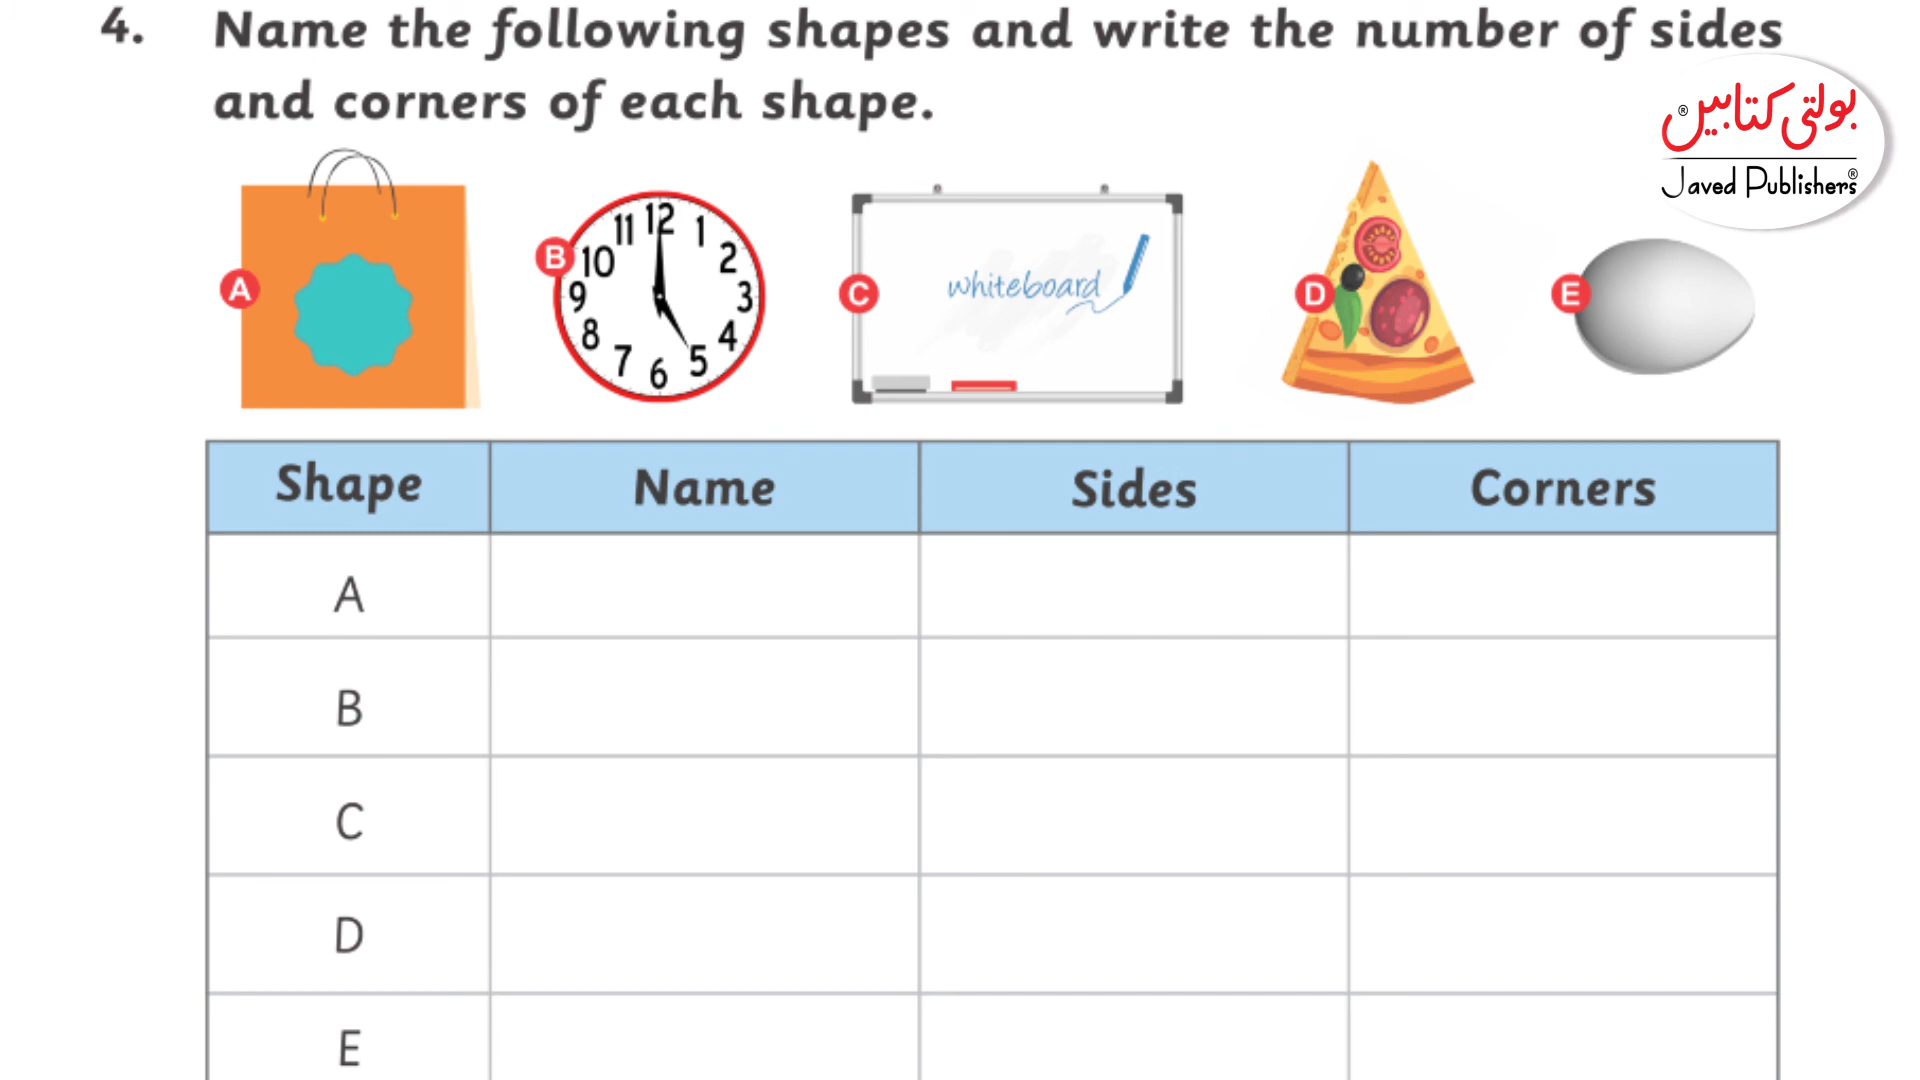 4. Name the following shapes and write the number of sides
and corners of each shape.
بولتی کتابیں®
Javed Publishers®
A
B
12
1
2
3
4
5
6
7
8
9
10
11
C
whiteboard
D
E
Shape Name Sides Corners
A
B
C
D
E